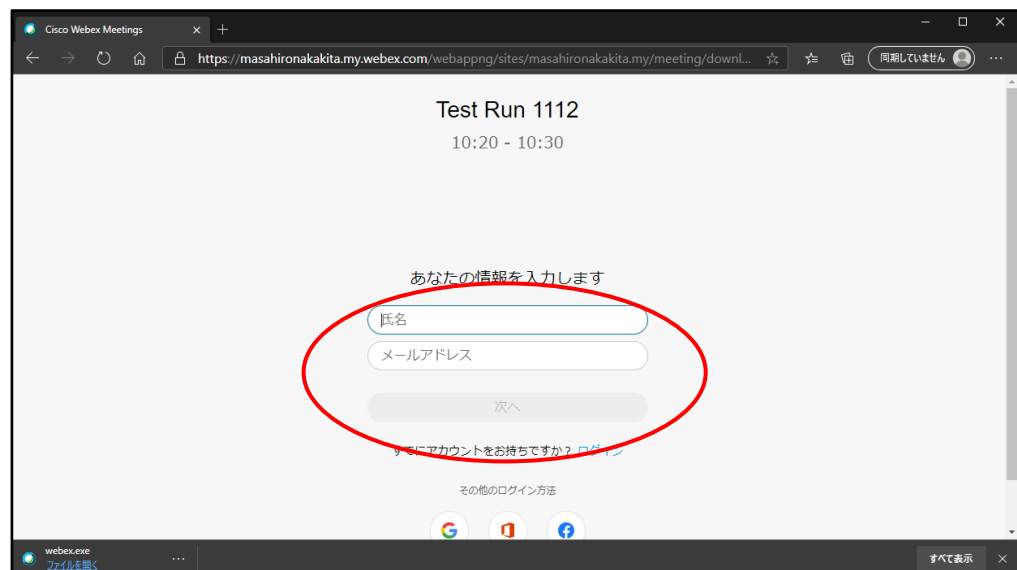 Cisco Webex Meetings
https://masahironakakita.my.webex.com/webappng/sites/masahironakakita.my/meeting/downl...
同期していません
Test Run 1112
10:20 - 10:30
あなたの情報を入力します
氏名
メールアドレス
次へ
すでにアカウントをお持ちですか? ログイン
その他のログイン方法
webex.exe
ファイルを開く
すべて表示